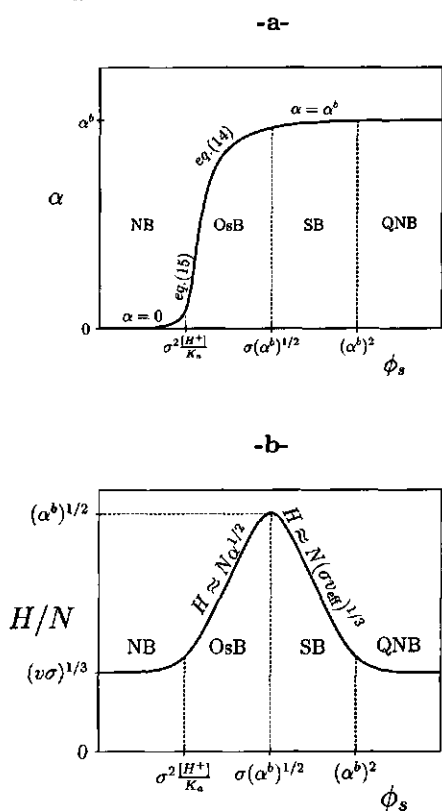 -a-
α^b
α = α^b
eq.(14)
α
NB
OsB
SB
QNB
eq.(15)
α = 0
0
σ^2 [H^+]/K_a
σ(α^b)^{1/2}
(α^b)^2
ϕ_s
-b-
(α^b)^{1/2}
H ≈ Nα^{1/2}
H ≈ N(σv_eff)^{1/3}
H/N
NB
OsB
SB
QNB
(vσ)^{1/3}
0
σ^2 [H^+]/K_a
σ(α^b)^{1/2}
(α^b)^2
ϕ_s